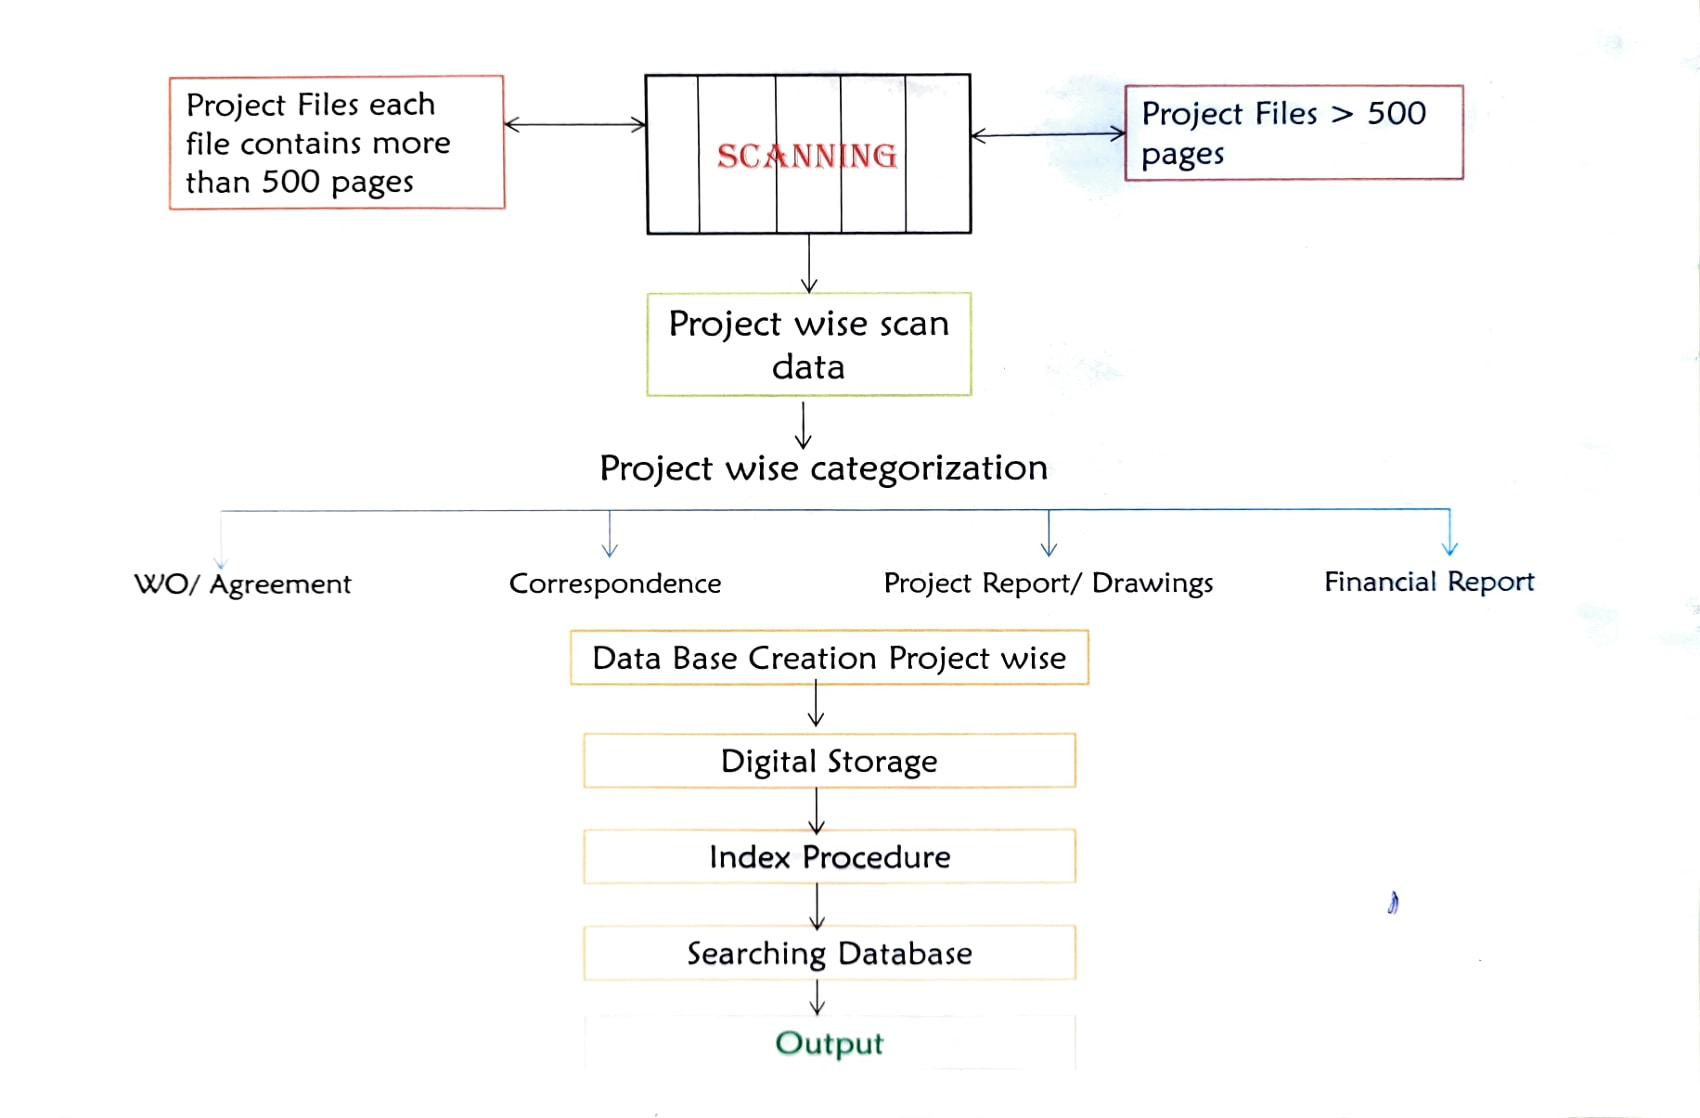 Project Files each
file contains more
than 500 pages
SCANNING
Project Files > 500
pages
Project wise scan
data
Project wise categorization
WO/ Agreement
Correspondence
Project Report/ Drawings
Financial Report
Data Base Creation Project wise
Digital Storage
Index Procedure
Searching Database
Output